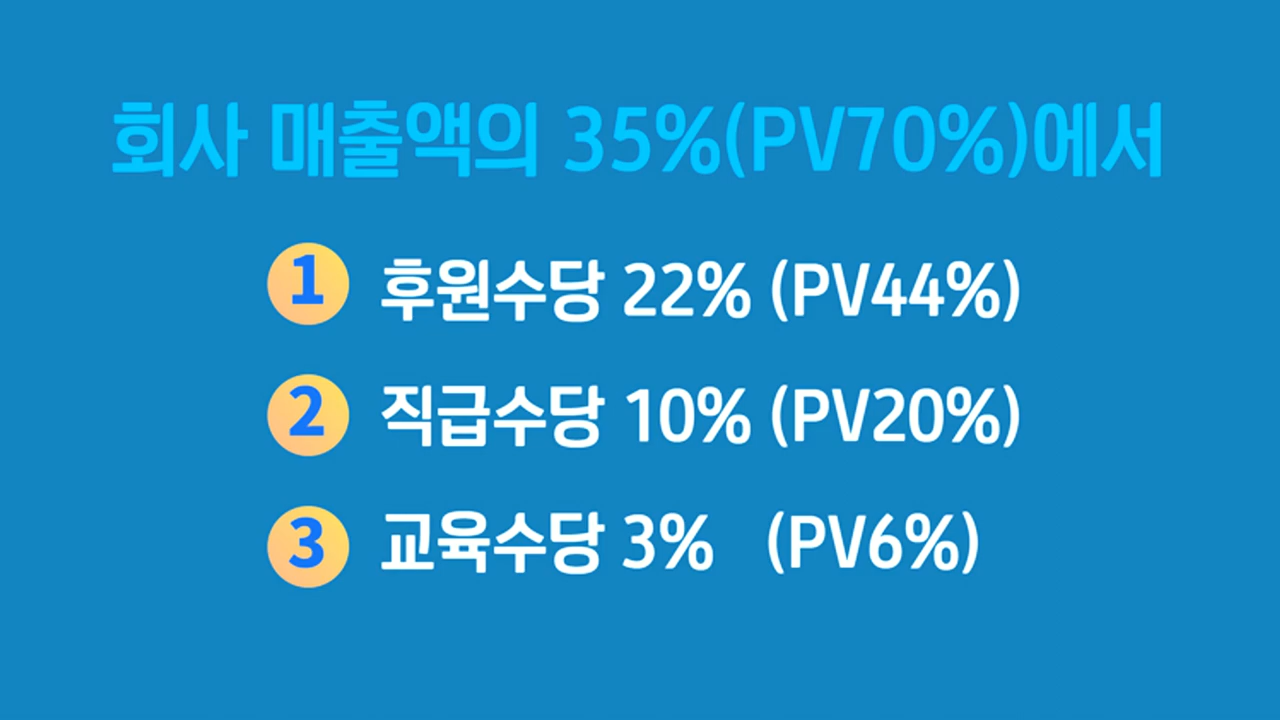 회사 매출액의 35%(PV70%)에서
1 후원수당 22% (PV44%)
2 직급수당 10% (PV20%)
3 교육수당 3% (PV6%)